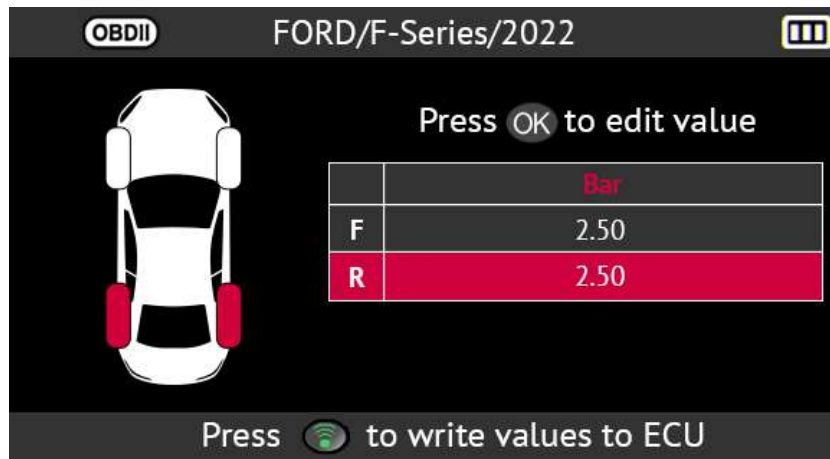 OBDII FORD/F-Series/2022
Press OK to edit value
Bar
F 2.50
R 2.50
Press to write values to ECU